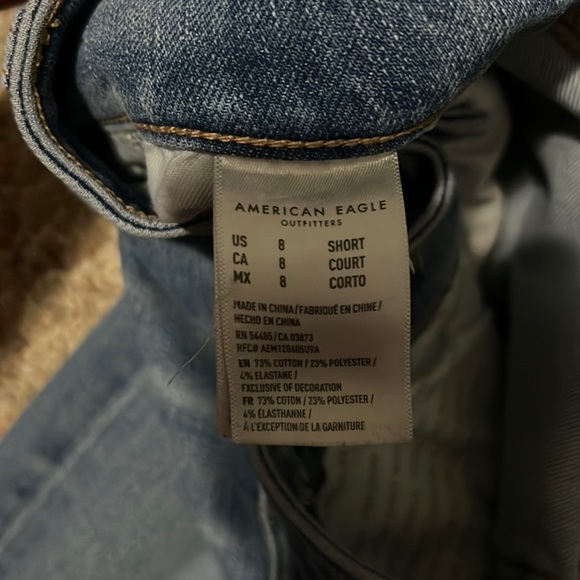 AMERICAN EAGLE
OUTFITTERS
US 8 SHORT
CA 8 COURT
MX 8 CORTO
MADE IN CHINA/FABRIQUÉ EN CHINE/
HECHO EN CHINA
RN 54485/CA 03873
RFC# AEM120605U9A
EN 73% COTTON / 23% POLYESTER /
4% ELASTANE /
EXCLUSIVE OF DECORATION
FR 73% COTON / 23% POLYESTER /
4% ÉLASTHANNE /
À L'EXCEPTION DE LA GARNITURE